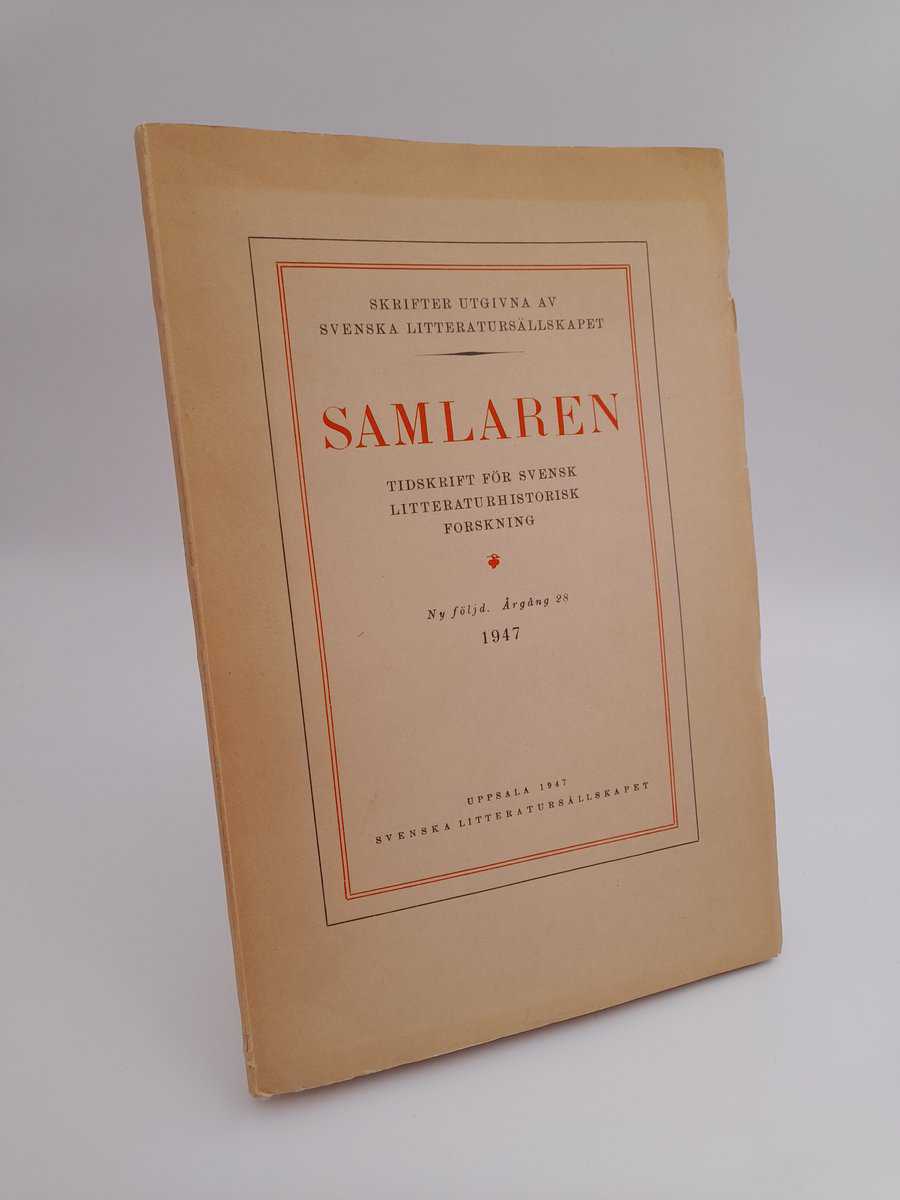 SKRIFTER UTGIVNA AV
SVENSKA LITTERATURSÄLLSKAPET
SAMLAREN
TIDSKRIFT FÖR SVENSK
LITTERATURHISTORISK
FORSKNING
Ny följd. Årgång 28
1947
UPPSALA 1947
SVENSKA LITTERATURSÄLLSKAPET